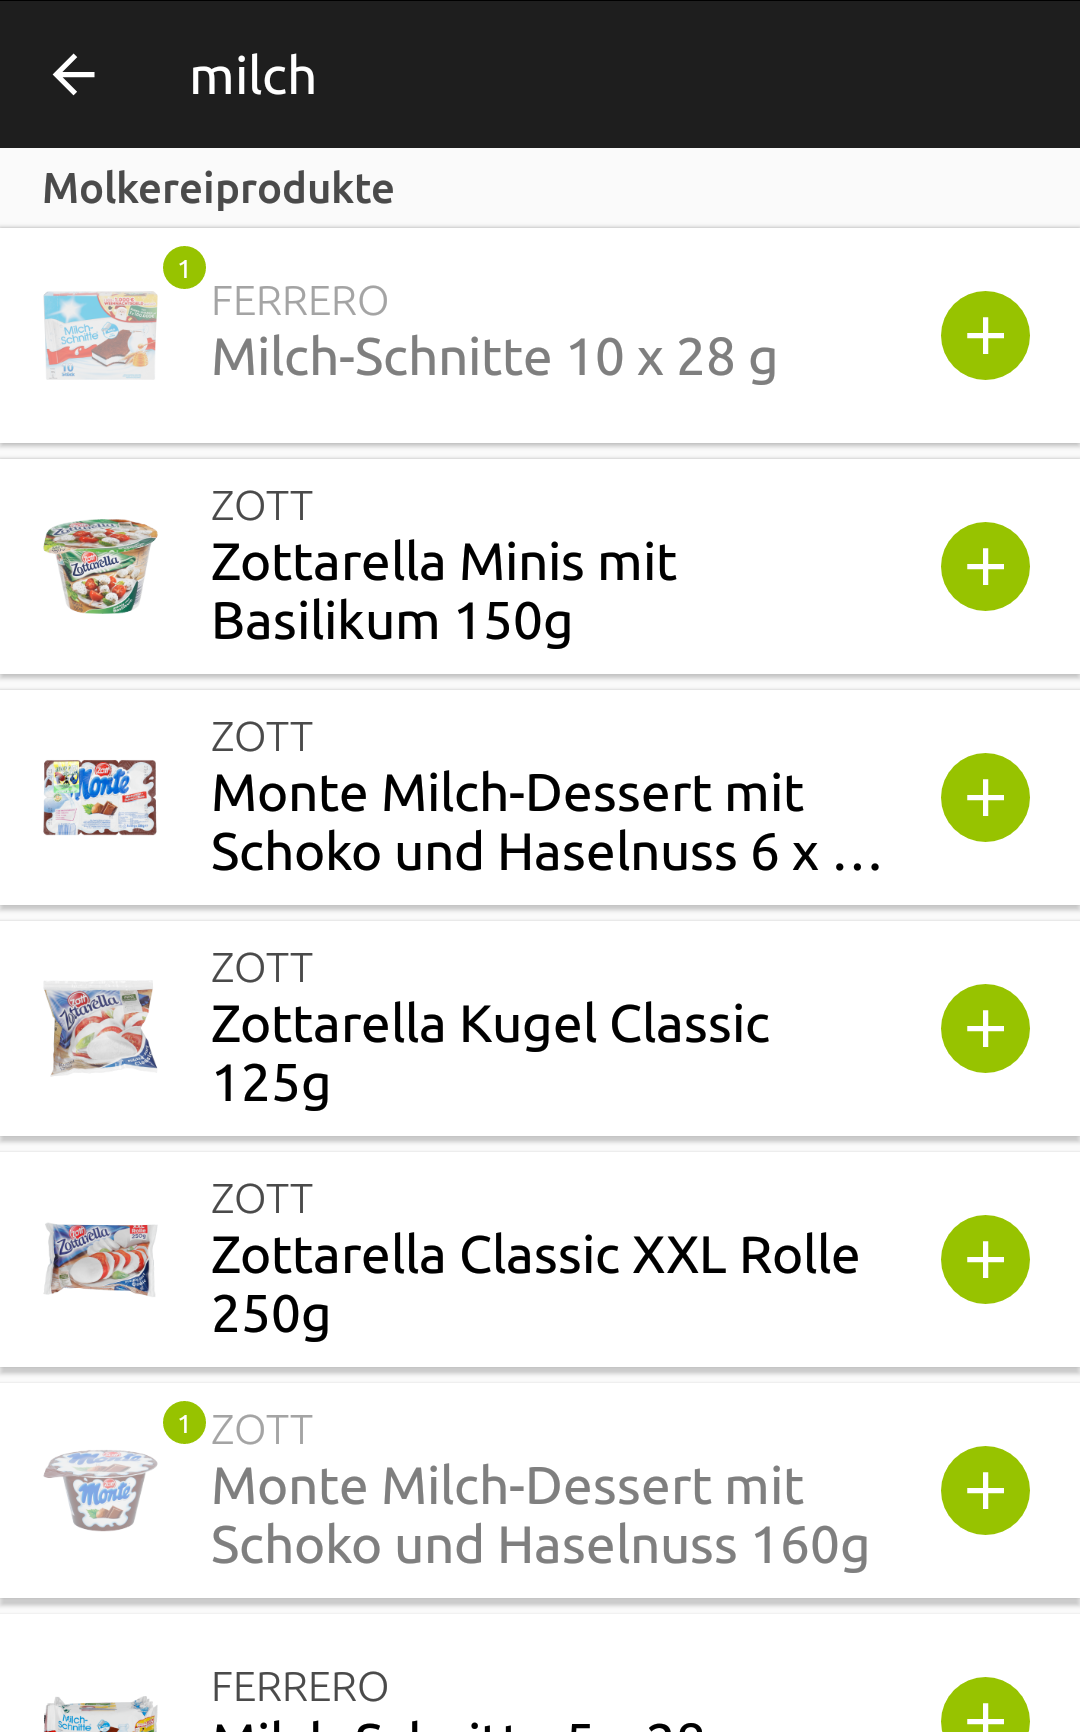 milch
Molkereiprodukte
1
FERRERO
Milch-Schnitte 10 x 28 g
ZOTT
Zottarella Minis mit
Basilikum 150g
ZOTT
Monte Milch-Dessert mit
Schoko und Haselnuss 6 x ...
ZOTT
Zottarella Kugel Classic
125g
ZOTT
Zottarella Classic XXL Rolle
250g
1
ZOTT
Monte Milch-Dessert mit
Schoko und Haselnuss 160g
FERRERO